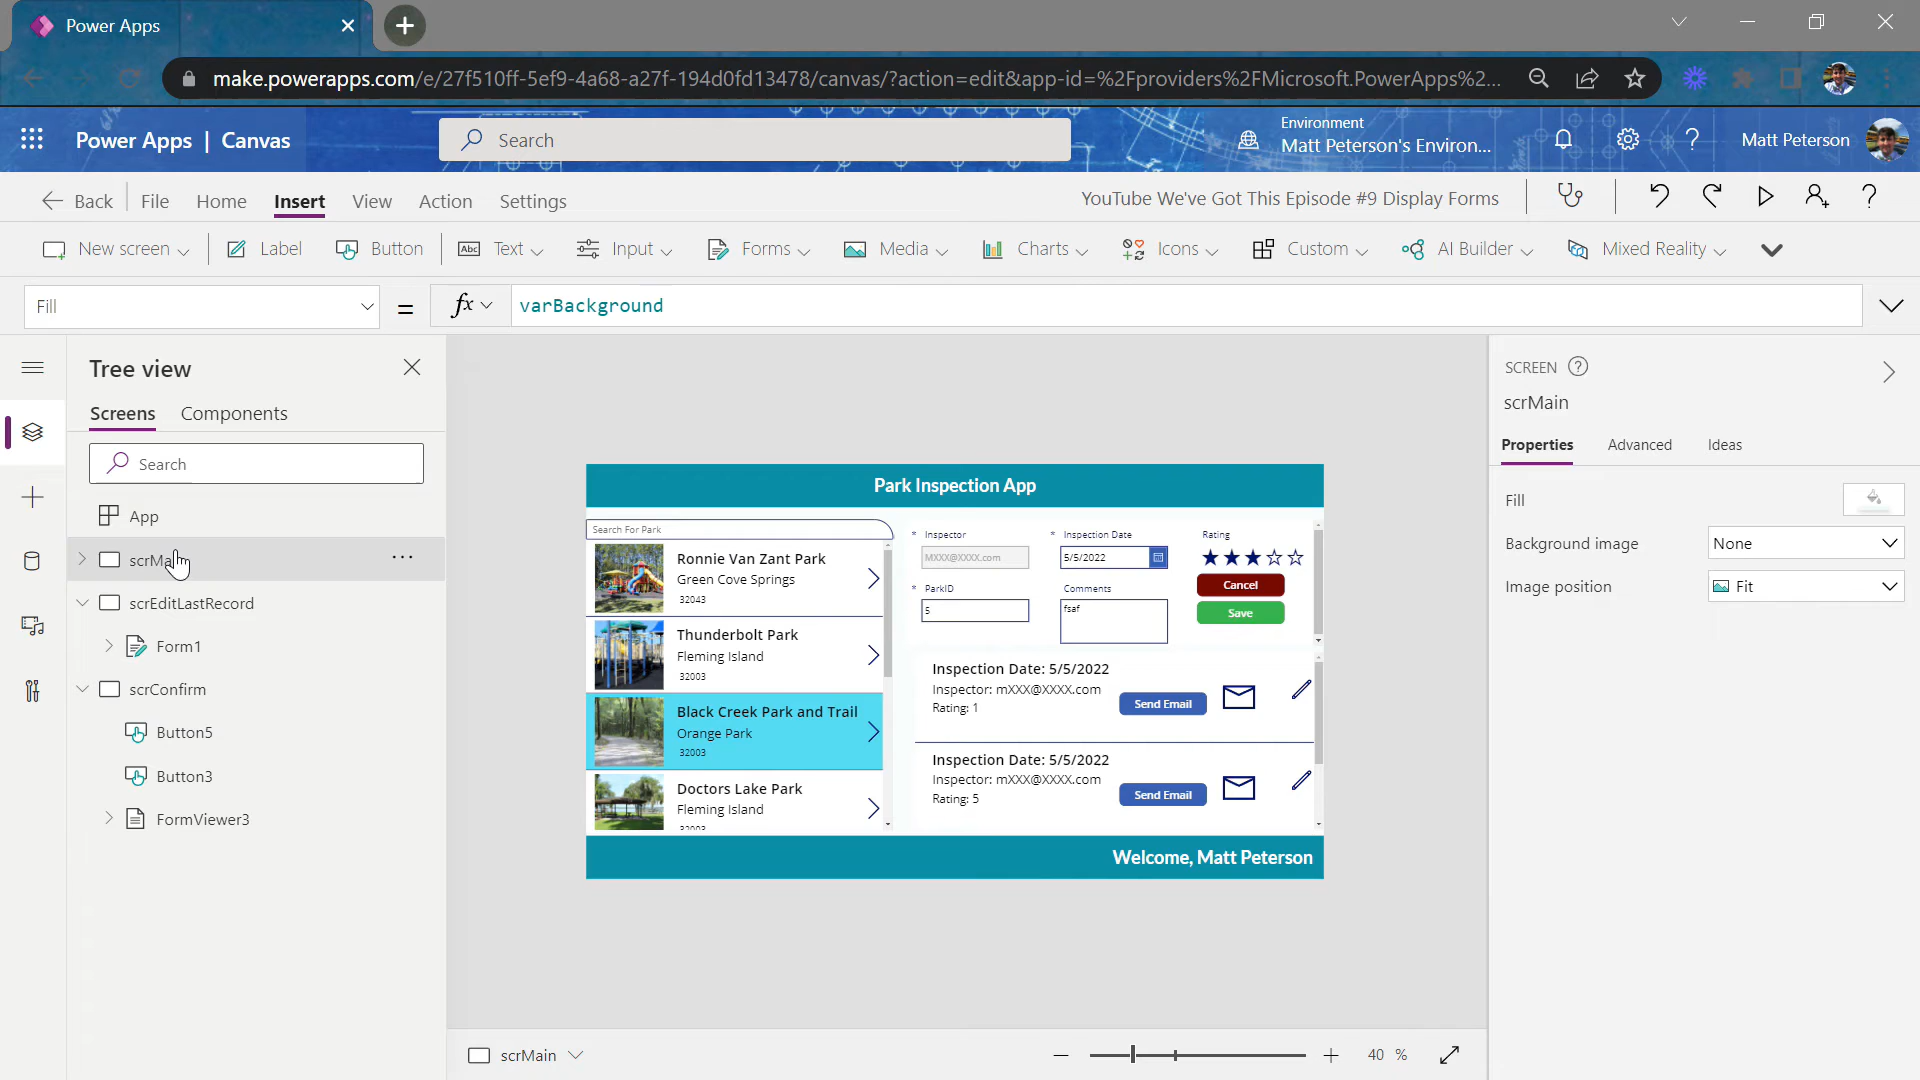 Power Apps
make.powerapps.com/e/27f510ff-5ef9-4a68-a27f-194d0fd13478/canvas/?action=edit&app-id=%2Fproviders%2FMicrosoft.PowerApps%2...
Power Apps | Canvas
Search
Environment
Matt Peterson's Environ...
Matt Peterson
Back
File
Home
Insert
View
Action
Settings
YouTube We've Got This Episode #9 Display Forms
New screen
Label
Button
Abc Text
Input
Forms
Media
Charts
Icons
Custom
AI Builder
Mixed Reality
Fill
=
fx
varBackground
Tree view
Screens
Components
Search
App
scrMa
scrEditLastRecord
Form1
scrConfirm
Button5
Button3
FormViewer3
Park Inspection App
Search For Park
Ronnie Van Zant Park
Green Cove Springs
32043
Thunderbolt Park
Fleming Island
32003
Black Creek Park and Trail
Orange Park
32003
Doctors Lake Park
Fleming Island
32003
* Inspector
MXXX@XXXX.com
* Inspection Date
5/5/2022
Rating
* ParkID
5
Comments
fsaf
Cancel
Save
Inspection Date: 5/5/2022
Inspector: mXXX@XXXX.com
Rating: 1
Send Email
Inspection Date: 5/5/2022
Inspector: mXXX@XXXX.com
Rating: 5
Send Email
Welcome, Matt Peterson
SCREEN
scrMain
Properties
Advanced
Ideas
Fill
Background image
None
Image position
Fit
scrMain
40 %